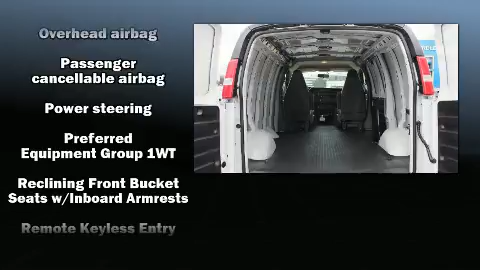 Overhead airbag
Passenger
cancellable airbag
Power steering
Preferred
Equipment Group 1WT
Reclining Front Bucket
Seats w/Inboard Armrests
Remote Keyless Entry